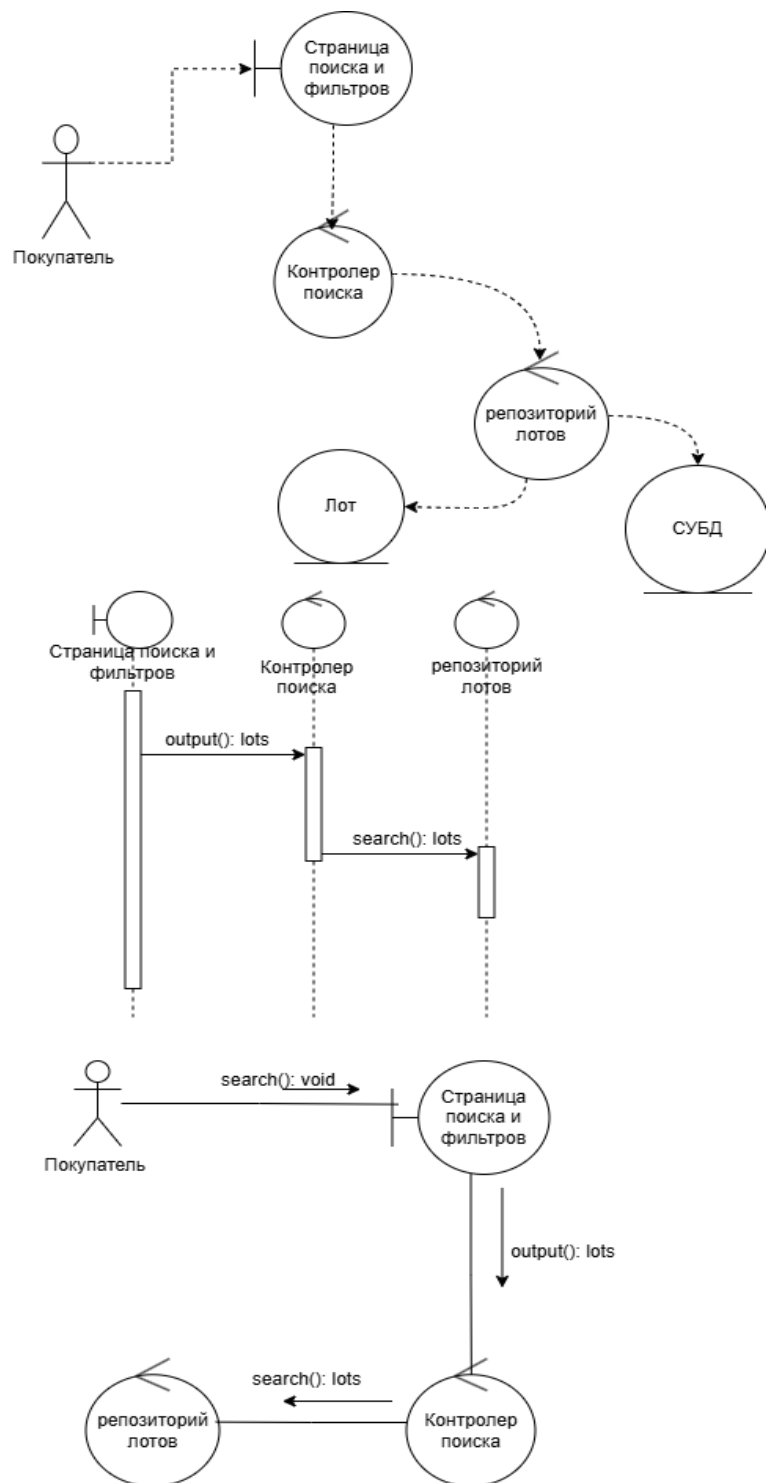 Страница
поиска и
фильтров
Покупатель
Контролер
поиска
репозиторий
лотов
Лот
СУБД
Страница поиска и
фильтров
Контролер
поиска
репозиторий
лотов
output(): lots
search(): lots
search(): void
Страница
поиска и
фильтров
Покупатель
output(): lots
search(): lots
репозиторий
лотов
Контролер
поиска